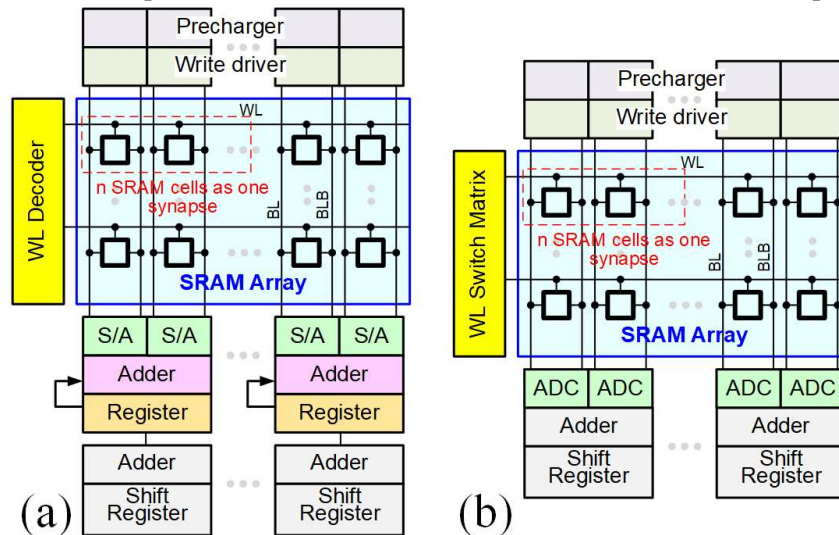 Precharger
Write driver
WL
WL Decoder
n SRAM cells as one
synapse
BL
BLB
SRAM Array
S/A
S/A
S/A
S/A
Adder
Adder
Register
Register
Adder
Adder
Shift
Register
Shift
Register
(a)
Precharger
Write driver
WL
WL Switch Matrix
n SRAM cells as one
synapse
BL
BLB
SRAM Array
ADC
ADC
ADC
ADC
Adder
Adder
Shift
Register
Shift
Register
(b)